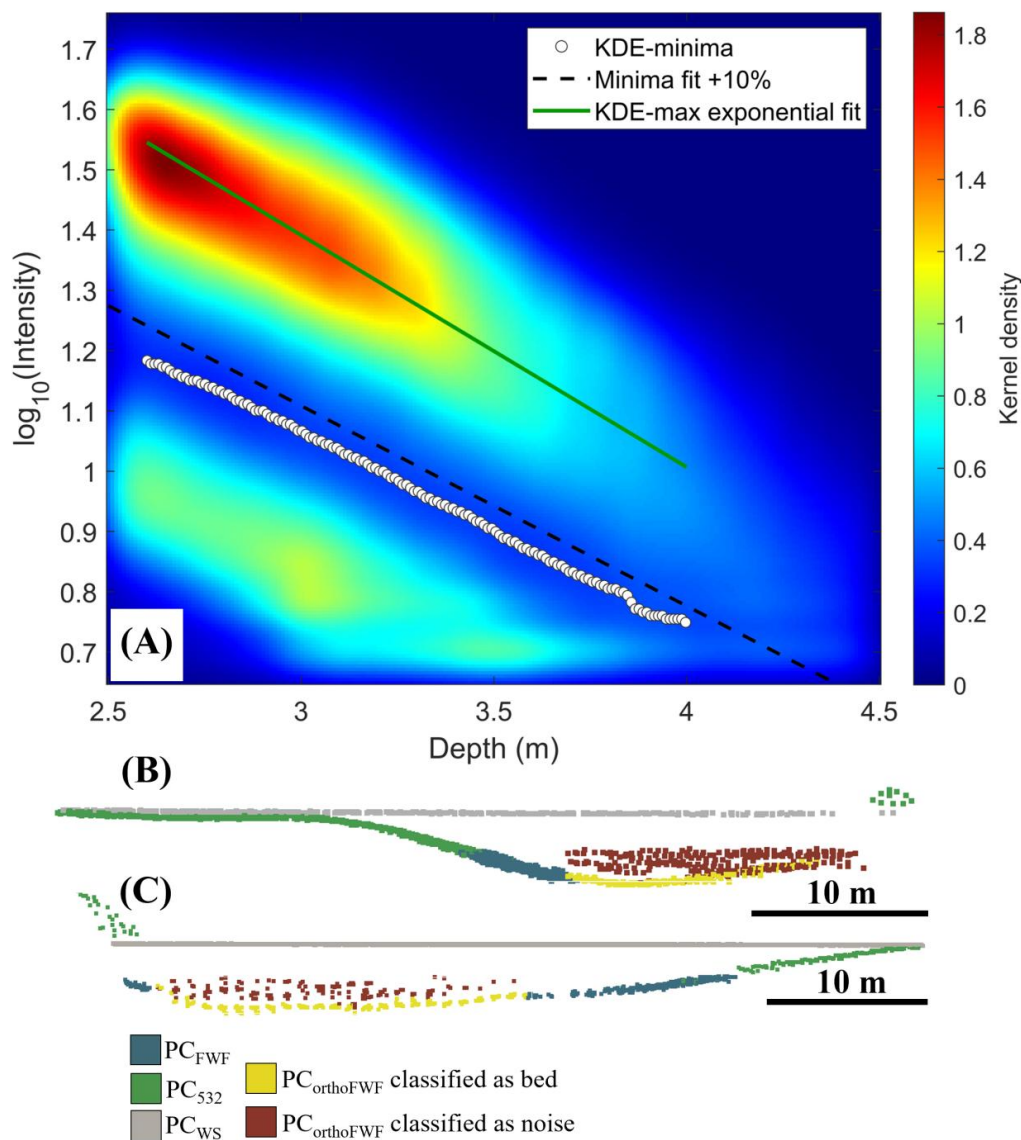 1.7
1.6
1.5
1.4
1.3
1.2
1.1
1
0.9
0.8
0.7
log10(Intensity)
KDE-minima
Minima fit +10%
KDE-max exponential fit
(A)
2.5 3 3.5 4 4.5
Depth (m)
1.8
1.6
1.4
1.2
1
0.8
0.6
0.4
0.2
0
Kernel density
(B)
10 m
(C)
10 m
PCFWF
PC532
PCWS
PCorthoFWF classified as bed
PCorthoFWF classified as noise